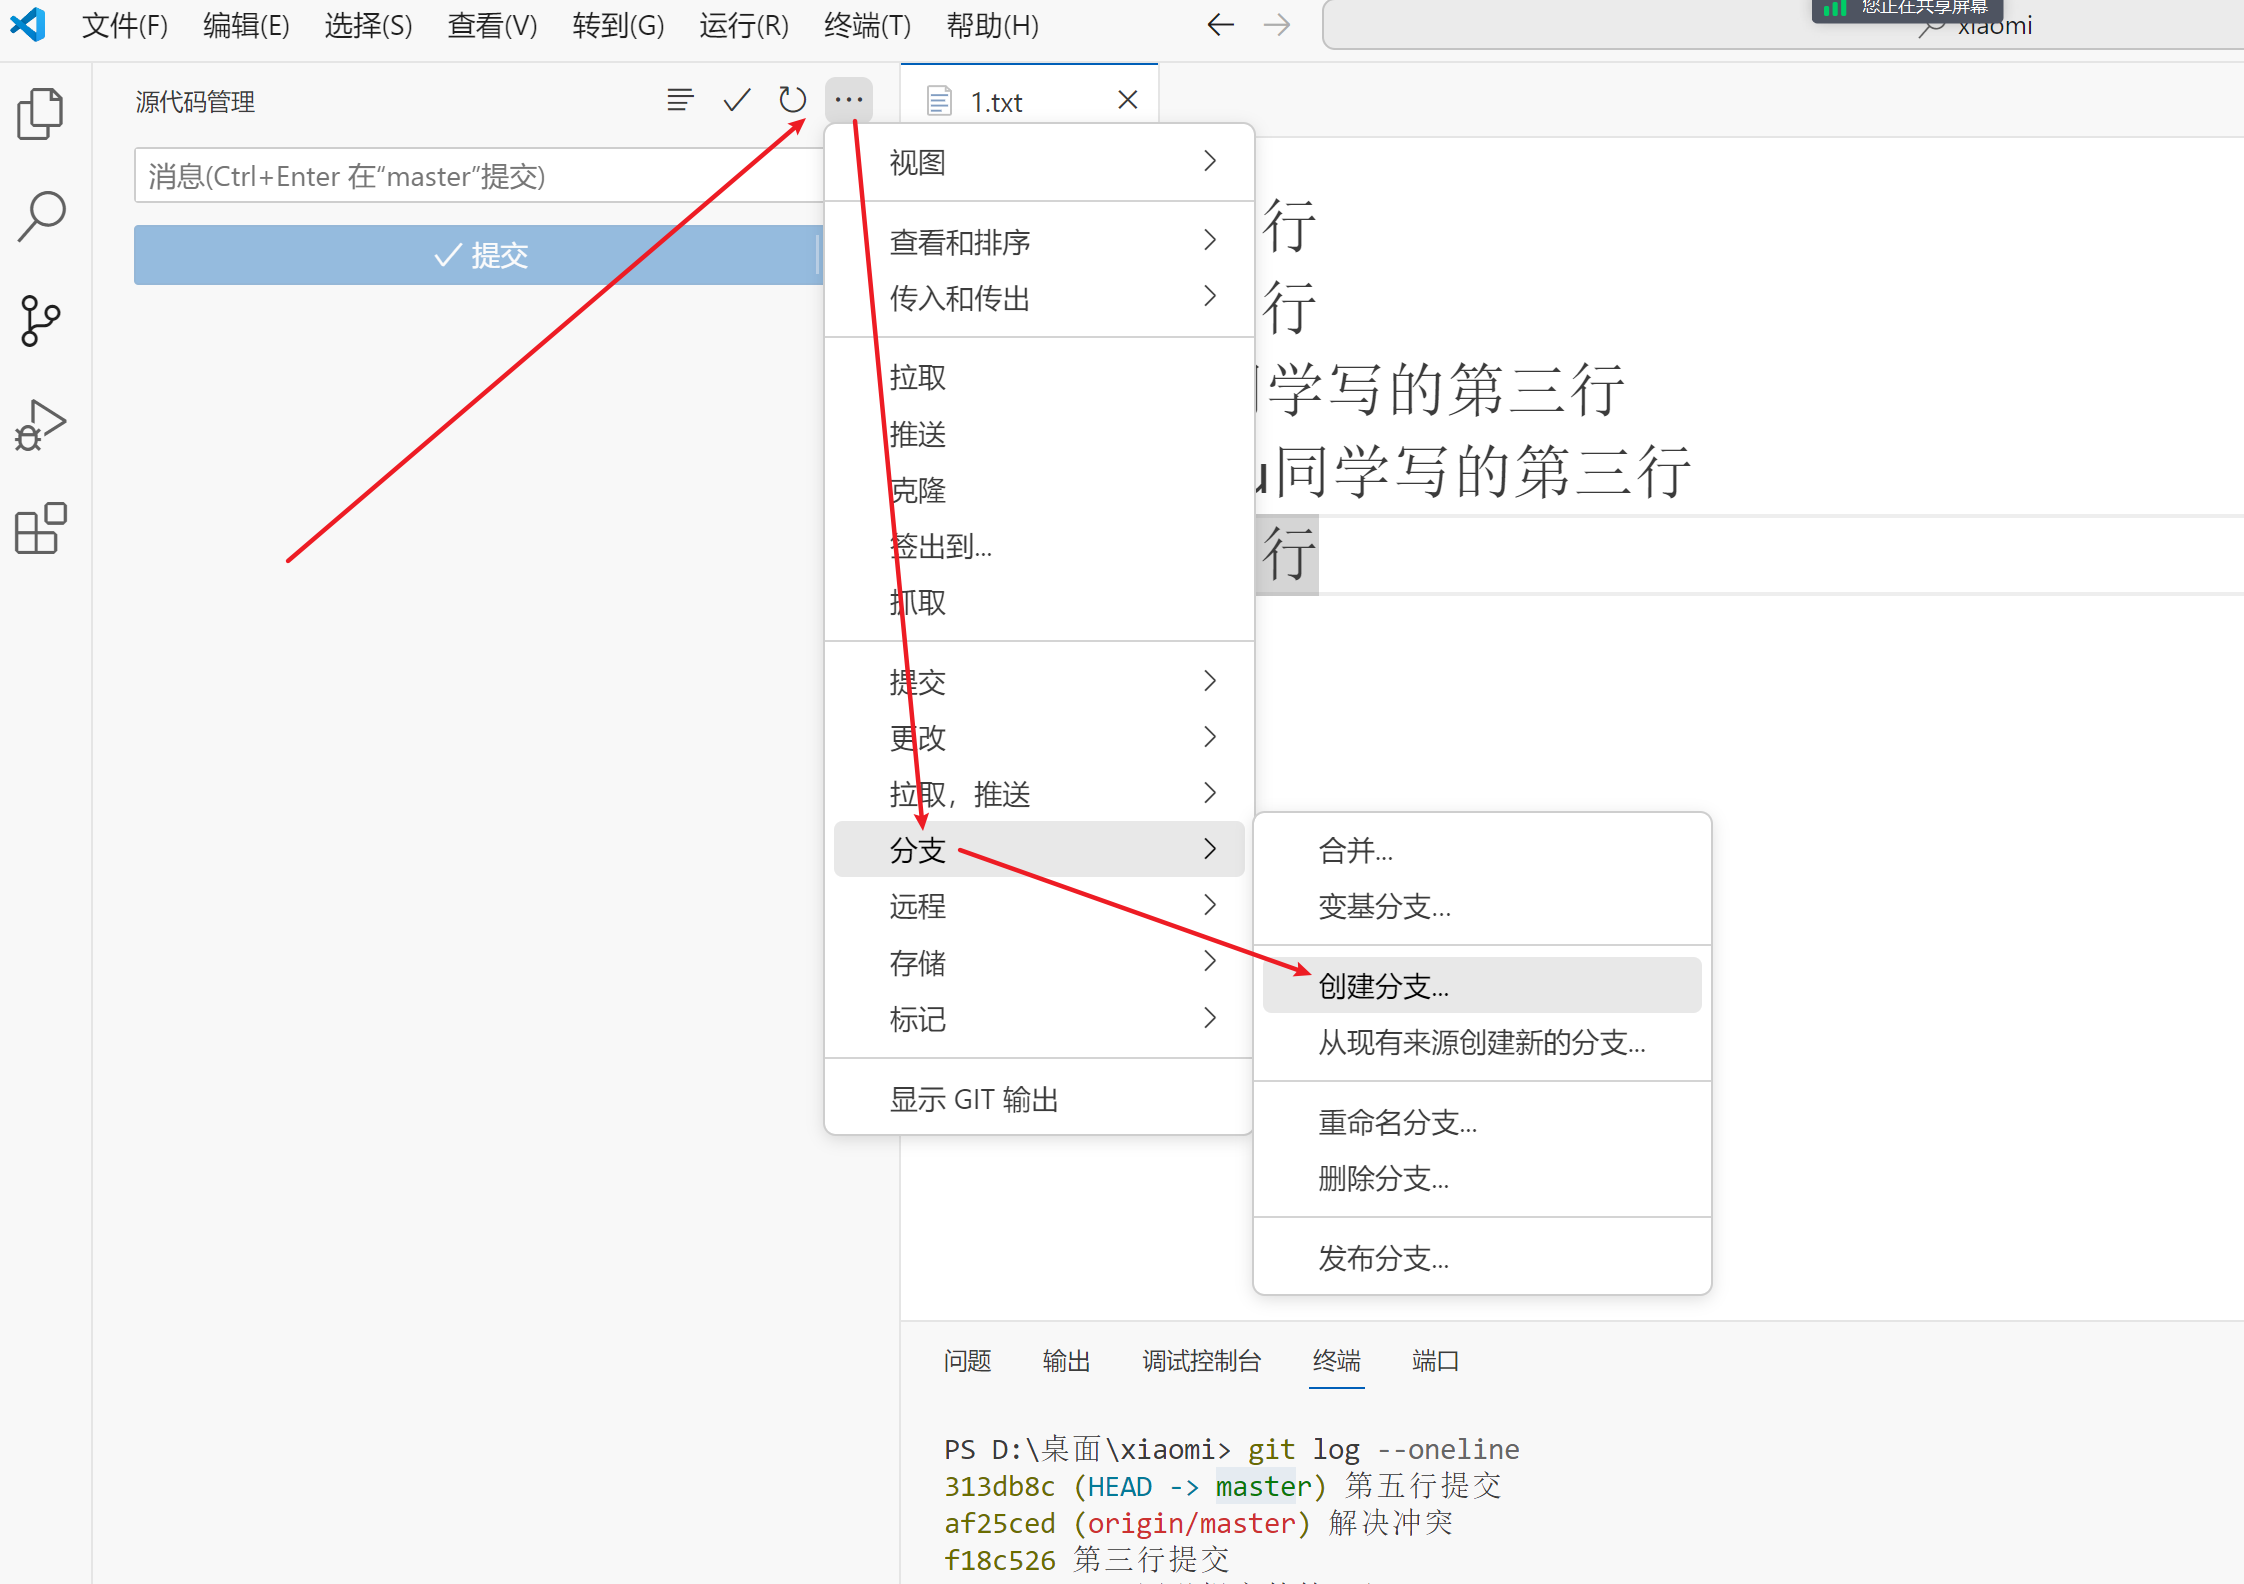 文件(F) 编辑(E) 选择(S) 查看(V) 转到(G) 运行(R) 终端(T) 帮助(H)
您正在共享屏幕
xiaomi
源代码管理
1.txt
消息(Ctrl+Enter 在“master”提交)
提交
视图
查看和排序
传入和传出
拉取
推送
克隆
签出到...
抓取
提交
更改
拉取，推送
分支
远程
存储
标记
显示 GIT 输出
合并...
变基分支...
创建分支...
从现有来源创建新的分支...
重命名分支...
删除分支...
发布分支...
行
行
学写的第三行
u同学写的第三行
行
问题 输出 调试控制台 终端 端口
PS D:\桌面\xiaomi> git log --oneline
313db8c (HEAD -> master) 第五行提交
af25ced (origin/master) 解决冲突
f18c526 第三行提交